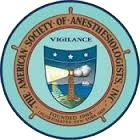 THE AMERICAN SOCIETY OF ANESTHESIOLOGISTS, INC.
VIGILANCE
FOUNDED 1905